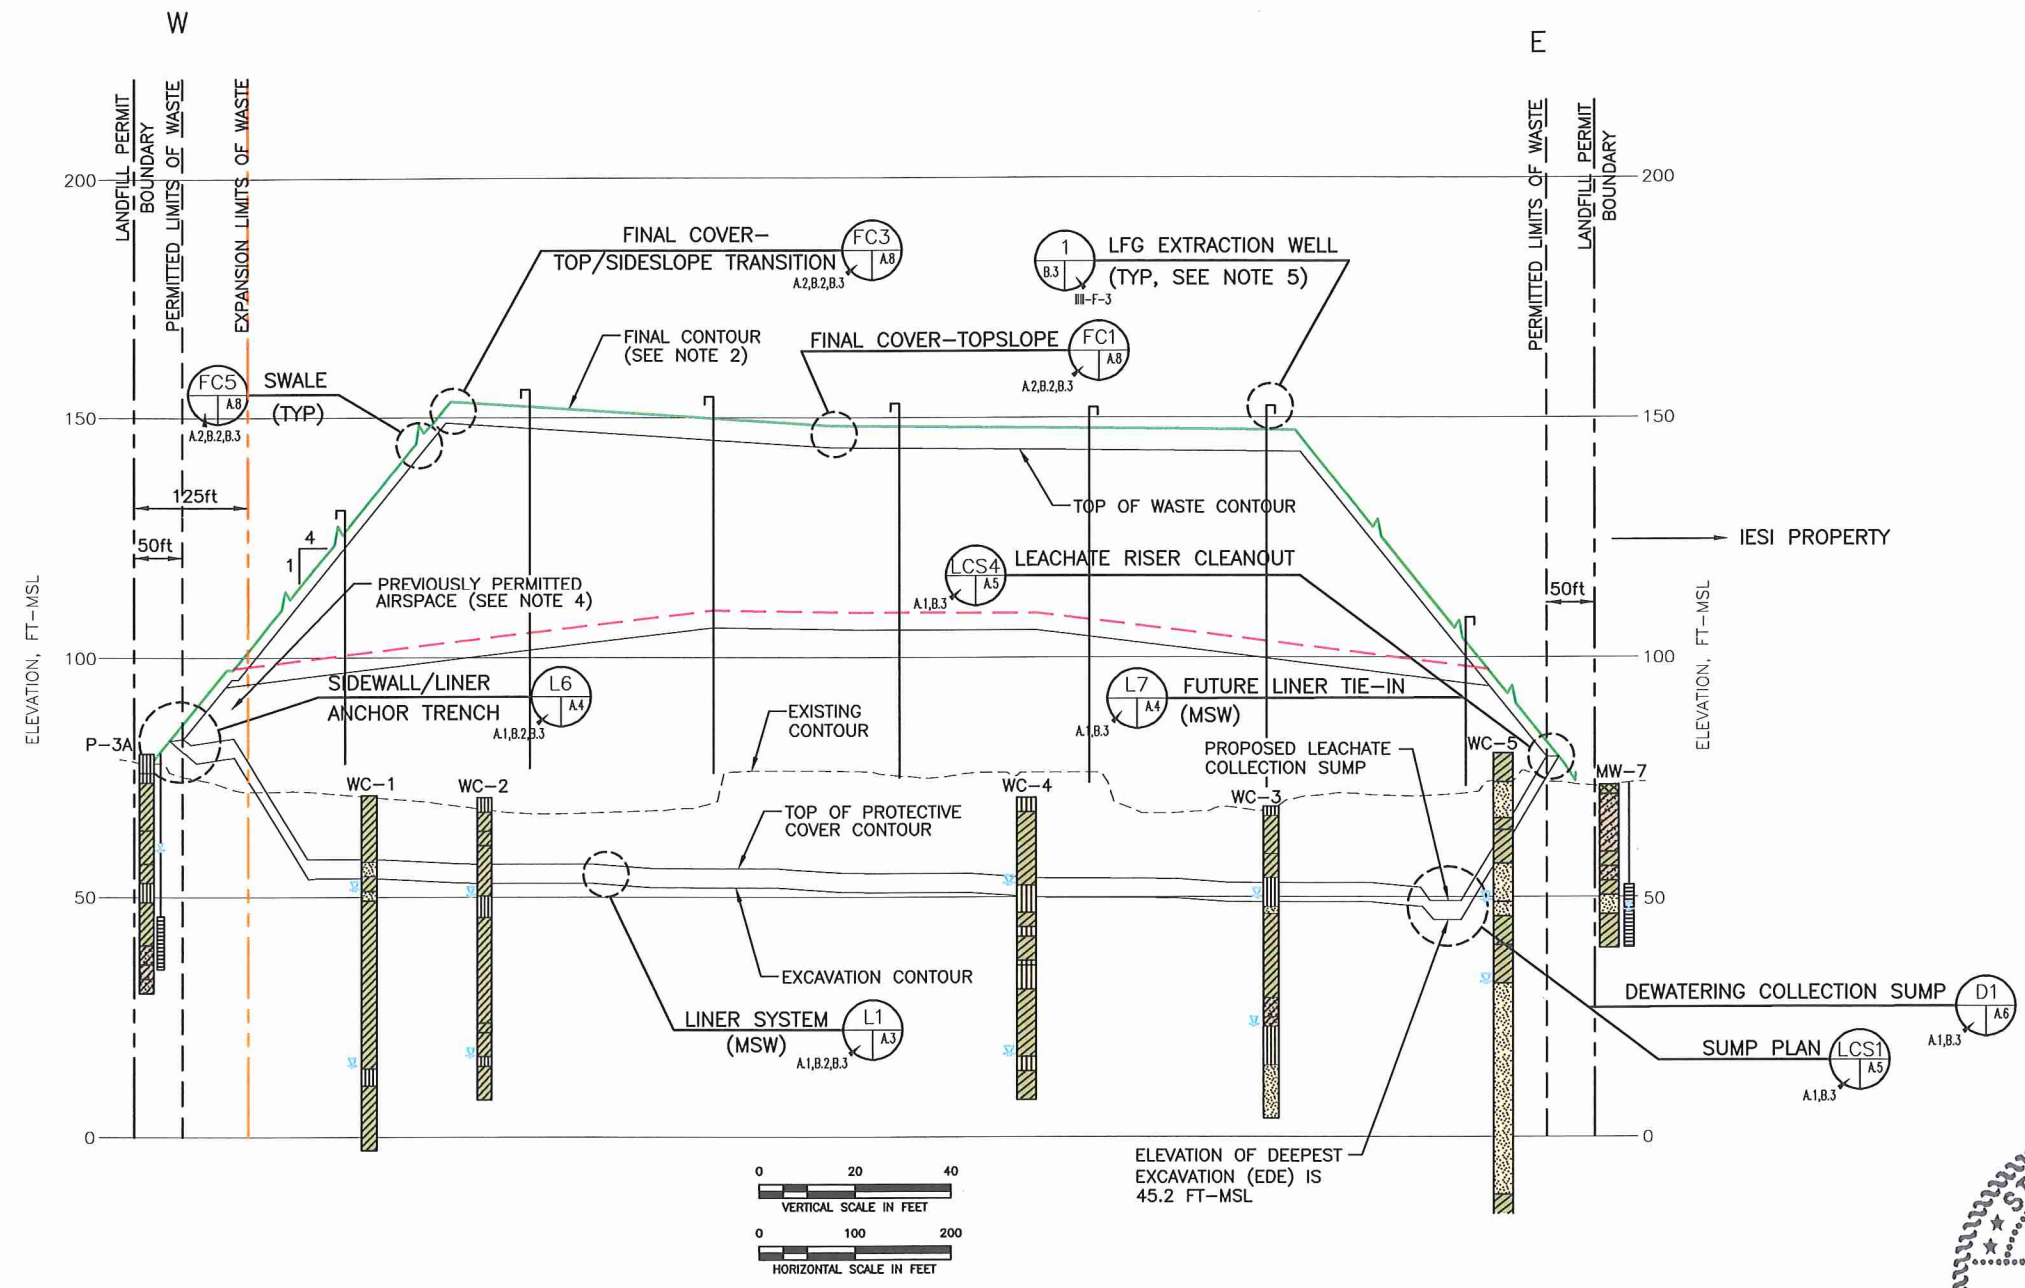 W
E
LANDFILL PERMIT
BOUNDARY
PERMITTED LIMITS OF WASTE
EXPANSION LIMITS OF WASTE
PERMITTED LIMITS OF WASTE
LANDFILL PERMIT
BOUNDARY
200
200
FINAL COVER-
TOP/SIDESLOPE TRANSITION
FC3
A.8
A.2,B.2,B.3
1
B.3
LFG EXTRACTION WELL
(TYP, SEE NOTE 5)
FINAL CONTOUR
(SEE NOTE 2)
FINAL COVER-TOPSLOPE
FC1
A.8
A.2,B.2,B.3
FC5
A.8
A.2,B.2,B.3
SWALE
(TYP)
150
150
125ft
50ft
4
1
TOP OF WASTE CONTOUR
IESI PROPERTY
LCS4
A.5
A.1,B.3
LEACHATE RISER CLEANOUT
PREVIOUSLY PERMITTED
AIRSPACE (SEE NOTE 4)
50ft
ELEVATION, FT-MSL
ELEVATION, FT-MSL
100
100
SIDEWALL/LINER
ANCHOR TRENCH
L6
A.4
A.1,B.2,B.3
L7
A.4
A.1,B.3
FUTURE LINER TIE-IN
(MSW)
EXISTING
CONTOUR
PROPOSED LEACHATE
COLLECTION SUMP
P-3A
WC-1
WC-2
WC-4
WC-3
WC-5
MW-7
TOP OF PROTECTIVE
COVER CONTOUR
50
50
EXCAVATION CONTOUR
LINER SYSTEM
(MSW)
L1
A.3
A.1,B.2,B.3
DEWATERING COLLECTION SUMP
D1
A.6
A.1,B.3
SUMP PLAN
LCS1
A.5
A.1,B.3
0
0
ELEVATION OF DEEPEST
EXCAVATION (EDE) IS
45.2 FT-MSL
0 20 40
VERTICAL SCALE IN FEET
0 100 200
HORIZONTAL SCALE IN FEET